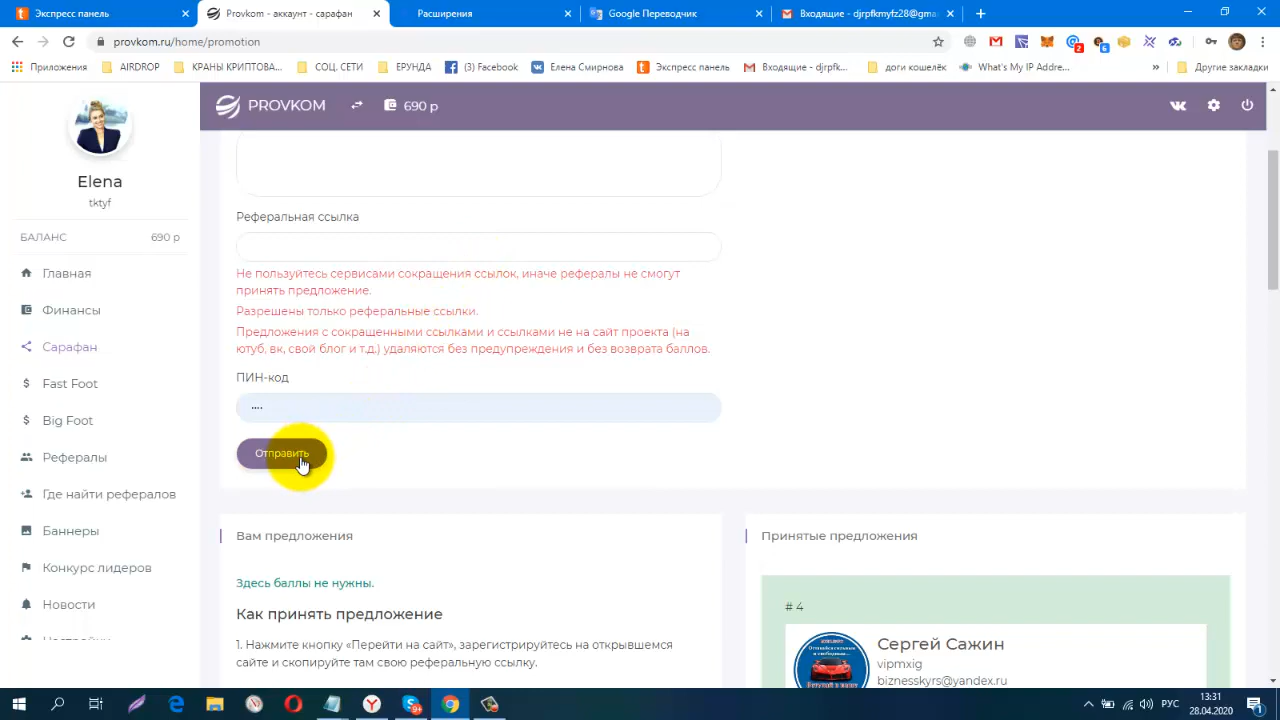 Экспресс панель
Provkom - аккаунт - сарафан
Расширения
Google Переводчик
Входящие - djrpfkmyfz28@gma
provkom.ru/home/promotion
2
6
Приложения
AIRDROP
КРАНЫ КРИПТОВА...
СОЦ. СЕТИ
ЕРУНДА
(3) Facebook
Елена Смирнова
Экспресс панель
Входящие - djrpfk...
доги кошелёк
What's My IP Addre...
»
Другие закладки
PROVKOM
690 р
Elena
tktyf
БАЛАНС 690 р
Главная
Финансы
Сарафан
Fast Foot
Big Foot
Рефералы
Где найти рефералов
Баннеры
Конкурс лидеров
Новости
Настройки
Реферальная ссылка
Не пользуйтесь сервисами сокращения ссылок, иначе рефералы не смогут
принять предложение.
Разрешены только реферальные ссылки.
Предложения с сокращенными ссылками и ссылками не на сайт проекта (на
ютуб, вк, свой блог и т.д.) удаляются без предупреждения и без возврата баллов.
ПИН-код
····
Отправить
Вам предложения
Здесь баллы не нужны.
Как принять предложение
1. Нажмите кнопку «Перейти на сайт», зарегистрируйтесь на открывшемся
сайте и скопируйте там свою реферальную ссылку.
Принятые предложения
# 4
Сергей Сажин
vipmxig
biznesskyrs@yandex.ru
РУС
13:31
28.04.2020